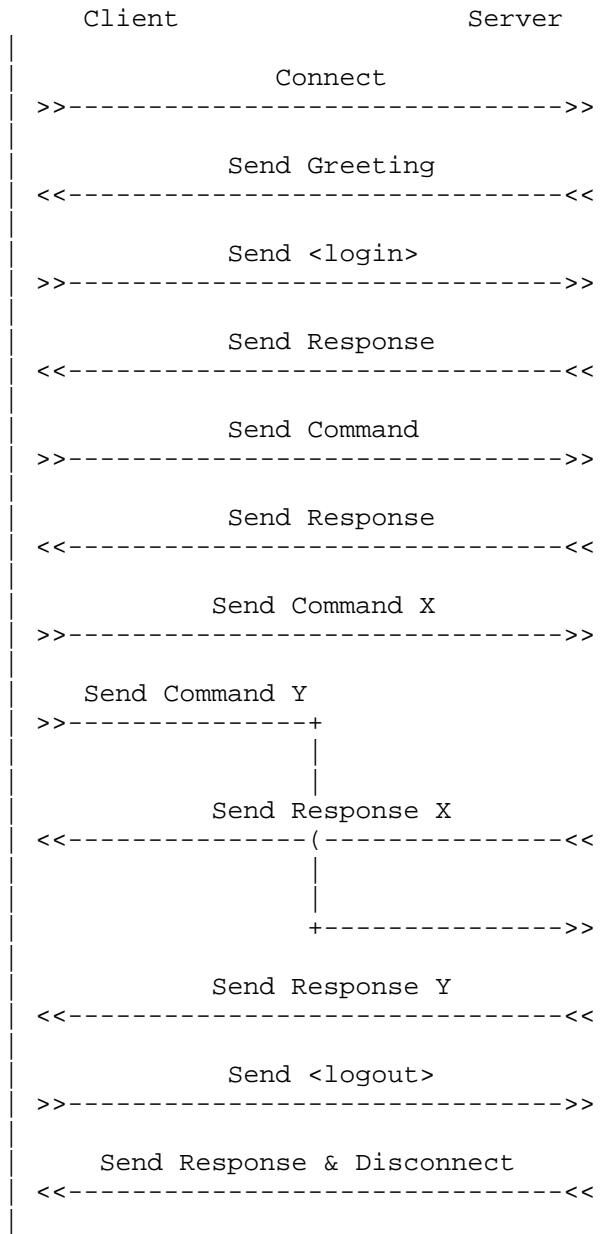 Client Server
Connect
>>------------------------------->>
Send Greeting
<<-------------------------------<<
Send <login>
>>------------------------------->>
Send Response
<<-------------------------------<<
Send Command
>>------------------------------->>
Send Response
<<-------------------------------<<
Send Command X
>>------------------------------->>
Send Command Y
>>---------------+
|
|
Send Response X
<<---------------(---------------<<
|
|
+--------------->>
Send Response Y
<<-------------------------------<<
Send <logout>
>>------------------------------->>
Send Response & Disconnect
<<-------------------------------<<